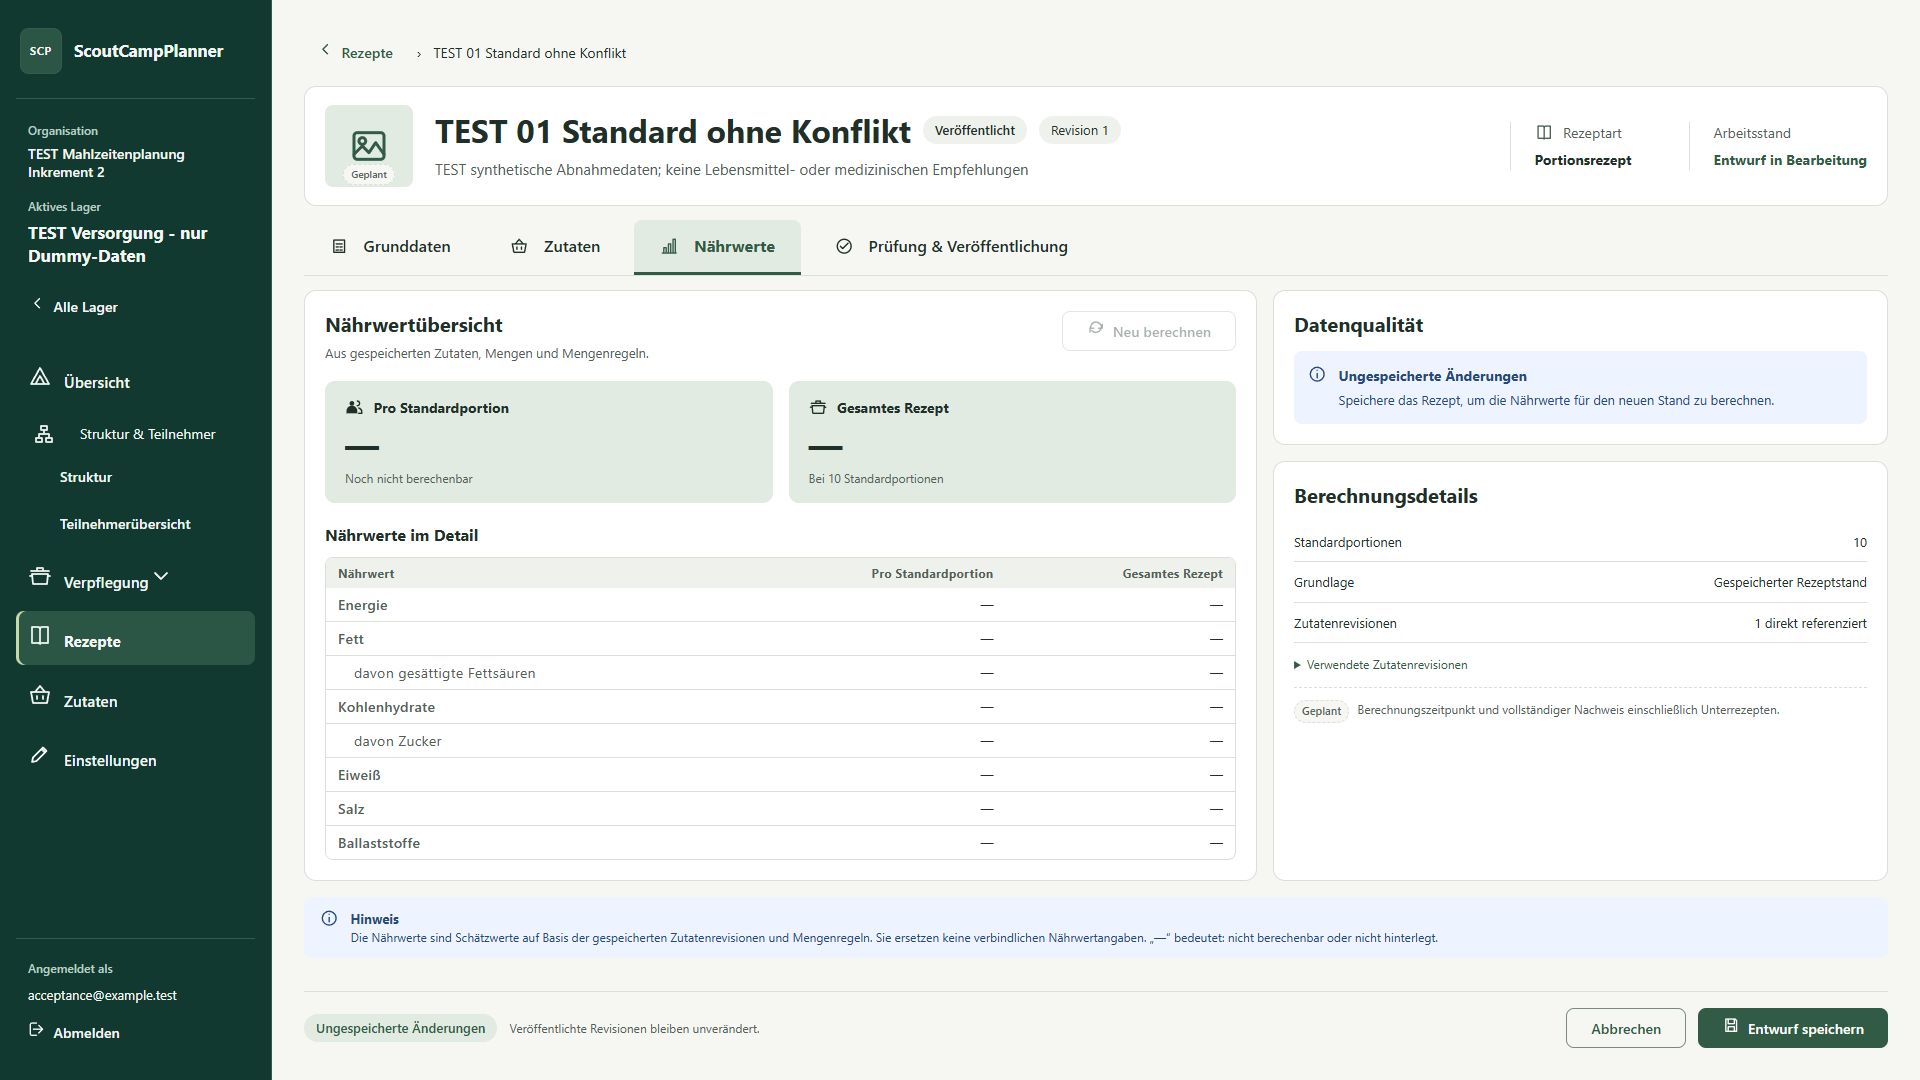 SCP
ScoutCampPlanner
Organisation
TEST Mahlzeitenplanung
Inkrement 2
Aktives Lager
TEST Versorgung - nur
Dummy-Daten
Alle Lager
Übersicht
Struktur & Teilnehmer
Struktur
Teilnehmerübersicht
Verpflegung
Rezepte
Zutaten
Einstellungen
Angemeldet als
acceptance@example.test
Abmelden
Rezepte › TEST 01 Standard ohne Konflikt
Geplant
TEST 01 Standard ohne Konflikt Veröffentlicht Revision 1
TEST synthetische Abnahmedaten; keine Lebensmittel- oder medizinischen Empfehlungen
Rezeptart
Portionsrezept
Arbeitsstand
Entwurf in Bearbeitung
Grunddaten Zutaten Nährwerte Prüfung & Veröffentlichung
Nährwertübersicht
Aus gespeicherten Zutaten, Mengen und Mengenregeln.
Neu berechnen
Pro Standardportion
—
Noch nicht berechenbar
Gesamtes Rezept
—
Bei 10 Standardportionen
Nährwerte im Detail
Nährwert Pro Standardportion Gesamtes Rezept
Energie — —
Fett — —
davon gesättigte Fettsäuren — —
Kohlenhydrate — —
davon Zucker — —
Eiweiß — —
Salz — —
Ballaststoffe — —
Datenqualität
Ungespeicherte Änderungen
Speichere das Rezept, um die Nährwerte für den neuen Stand zu berechnen.
Berechnungsdetails
Standardportionen 10
Grundlage Gespeicherter Rezeptstand
Zutatenrevisionen 1 direkt referenziert
Verwendete Zutatenrevisionen
Geplant Berechnungszeitpunkt und vollständiger Nachweis einschließlich Unterrezepten.
Hinweis
Die Nährwerte sind Schätzwerte auf Basis der gespeicherten Zutatenrevisionen und Mengenregeln. Sie ersetzen keine verbindlichen Nährwertangaben. „—“ bedeutet: nicht berechenbar oder nicht hinterlegt.
Ungespeicherte Änderungen Veröffentlichte Revisionen bleiben unverändert.
Abbrechen
Entwurf speichern